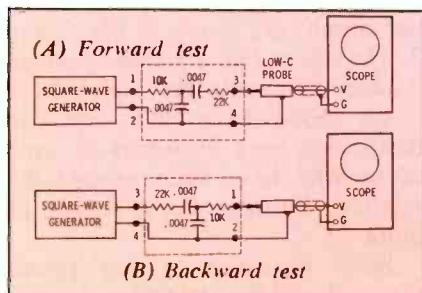 (A) Forward test
LOW-C
PROBE
SCOPE
V
G
SQUARE-WAVE
GENERATOR
1
2
10K
.0047
.0047
22K
3
4
SCOPE
V
G
SQUARE-WAVE
GENERATOR
3
4
22K
.0047
.0047
10K
1
2
(B) Backward test